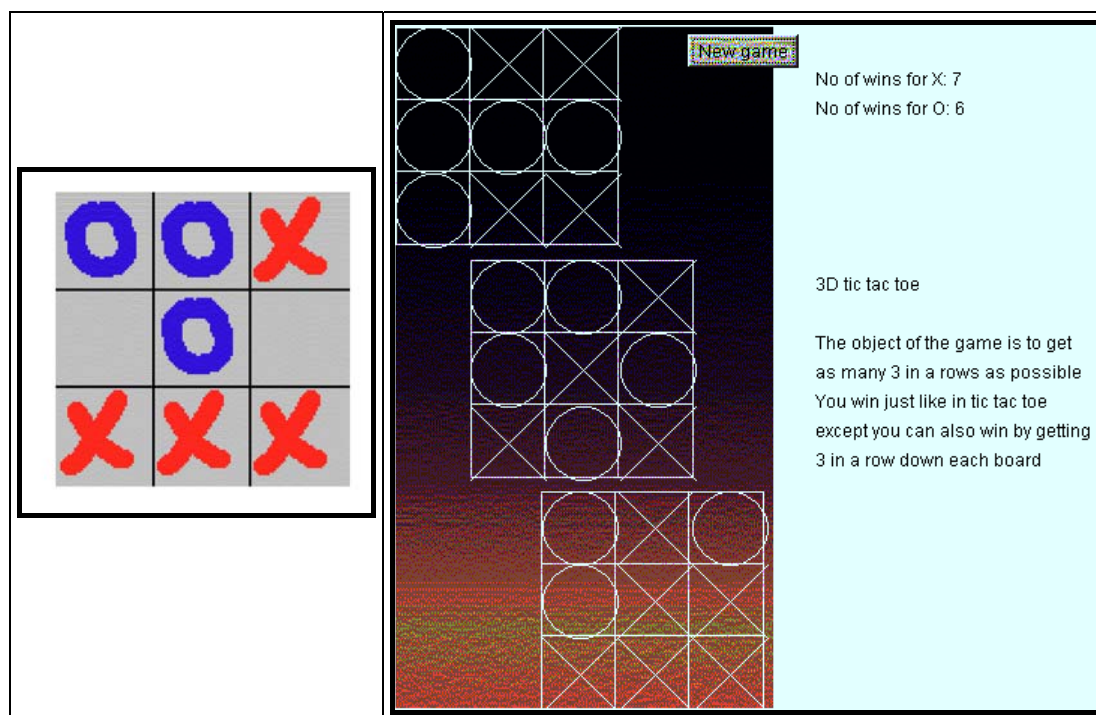 New game
No of wins for X: 7
No of wins for O: 6
3D tic tac toe
The object of the game is to get
as many 3 in a rows as possible
You win just like in tic tac toe
except you can also win by getting
3 in a row down each board